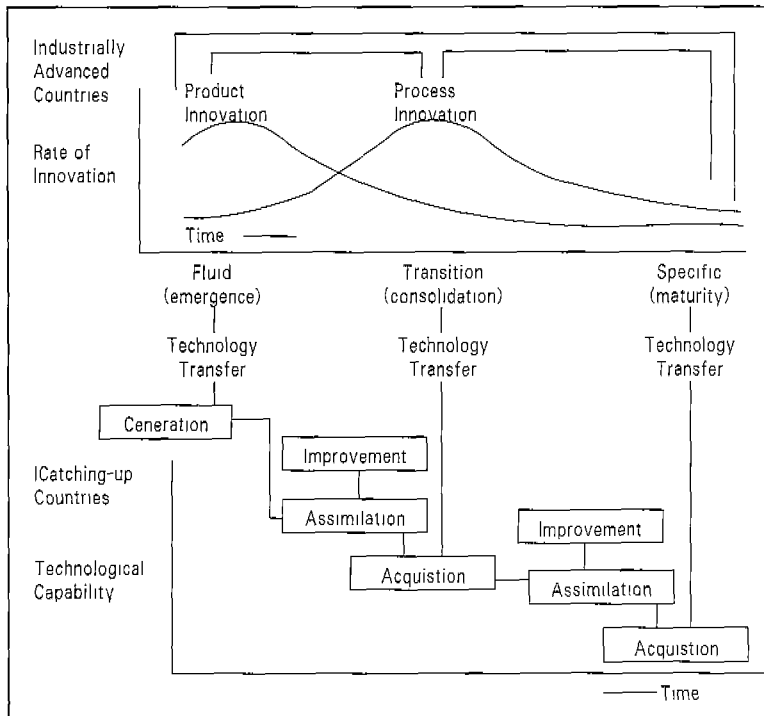 Industrially
Advanced
Countries
Product
Innovation
Process
Innovation
Rate of
Innovation
Time
Fluid
(emergence)
Transition
(consolidation)
Specific
(maturity)
Technology
Transfer
Technology
Transfer
Technology
Transfer
Ceneration
Improvement
ICatching-up
Countries
Assimilation
Improvement
Technological
Capability
Acquistion
Assimilation
Acquistion
Time